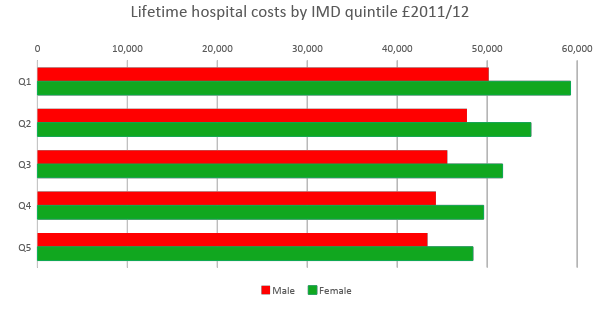 Lifetime hospital costs by IMD quintile £2011/12
0 10,000 20,000 30,000 40,000 50,000 60,000
Q1
Q2
Q3
Q4
Q5
Male Female